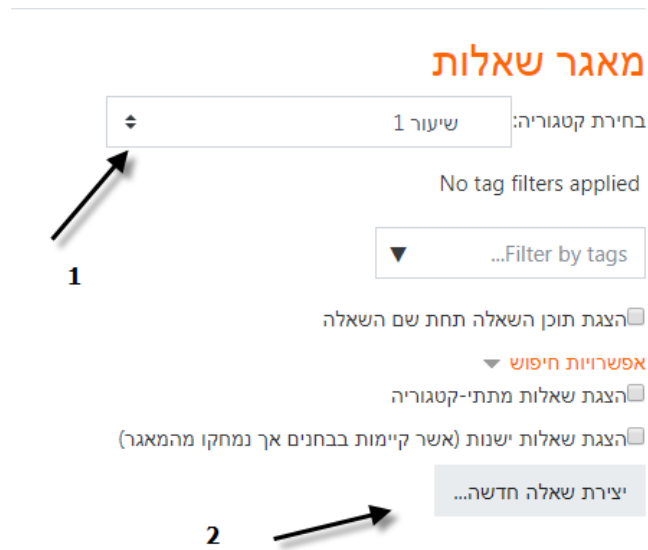 מאגר שאלות
בחירת קטגוריה: שיעור 1
No tag filters applied
1
Filter by tags...
הצגת תוכן השאלה תחת שם השאלה
אפשרויות חיפוש
הצגת שאלות מתתי-קטגוריה
הצגת שאלות ישנות (אשר קיימות בבחנים אך נמחקו מהמאגר)
יצירת שאלה חדשה...
2